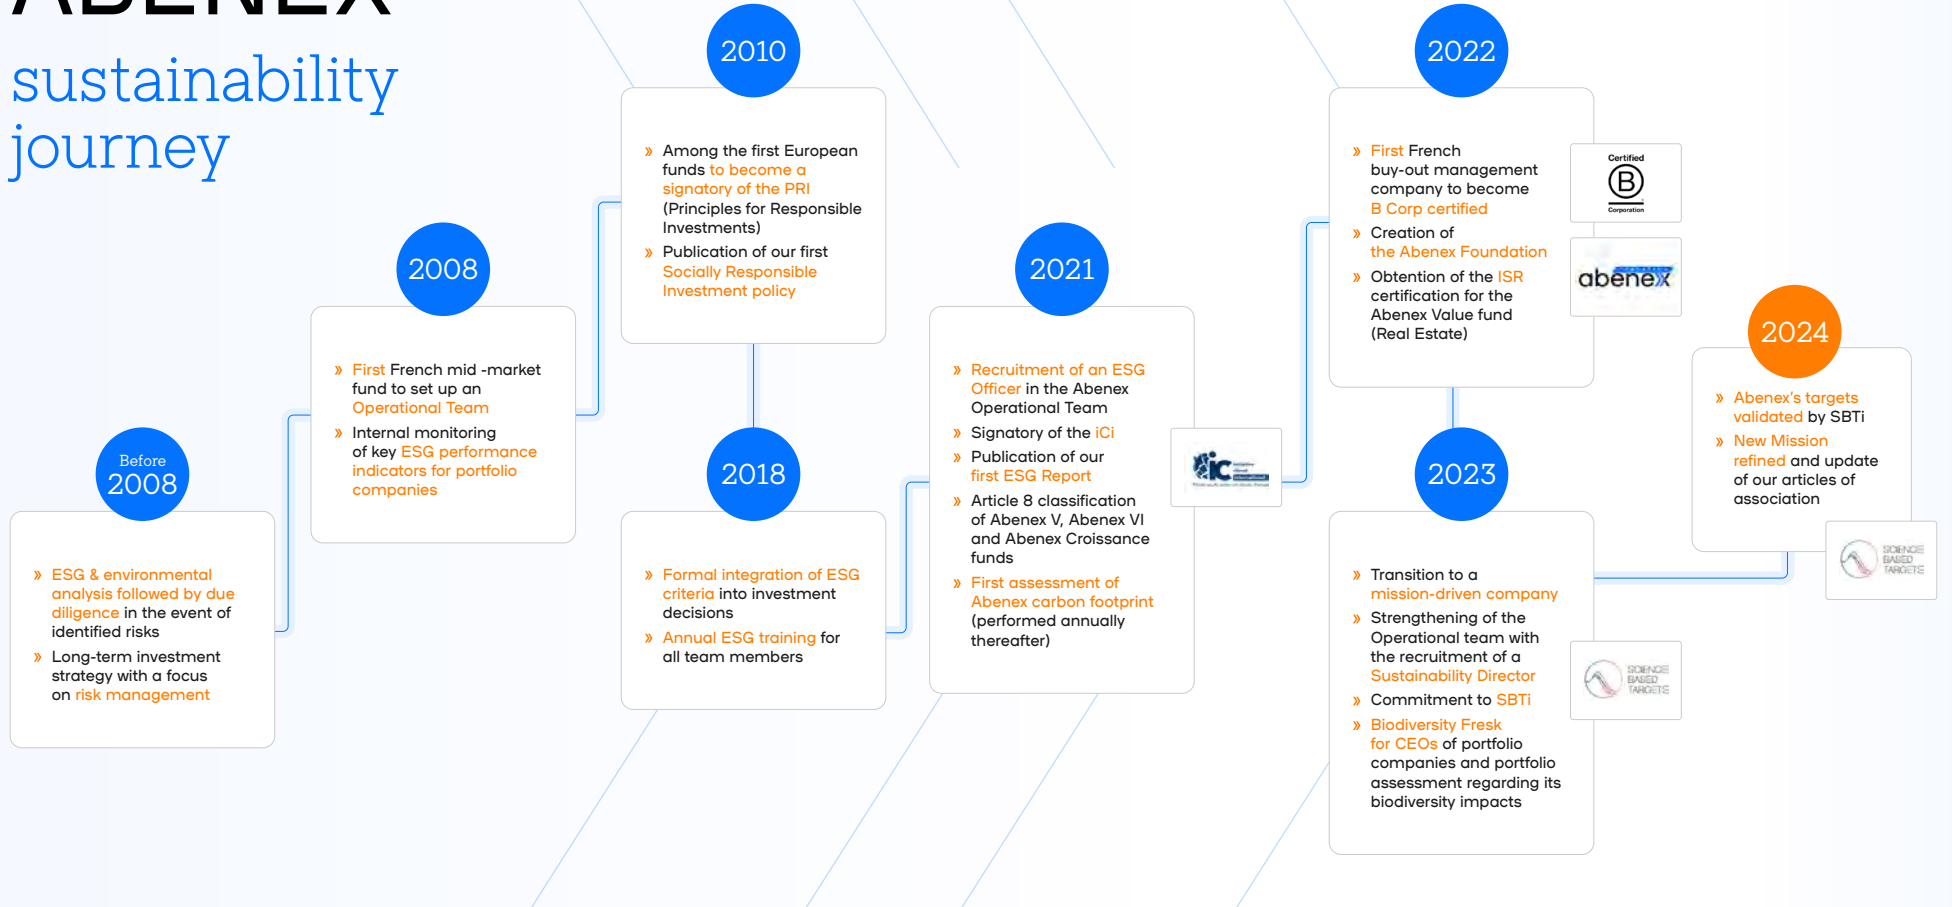 ABENEX
sustainability
journey
Before
2008
» ESG & environmental
analysis followed by due
diligence in the event of
identified risks
» Long-term investment
strategy with a focus
on risk management
2008
» First French mid -market
fund to set up an
Operational Team
» Internal monitoring
of key ESG performance
indicators for portfolio
companies
2010
» Among the first European
funds to become a
signatory of the PRI
(Principles for Responsible
Investments)
» Publication of our first
Socially Responsible
Investment policy
2018
» Formal integration of ESG
criteria into investment
decisions
» Annual ESG training for
all team members
2021
» Recruitment of an ESG
Officer in the Abenex
Operational Team
» Signatory of the iCi
» Publication of our
first ESG Report
» Article 8 classification
of Abenex V, Abenex VI
and Abenex Croissance
funds
» First assessment of
Abenex carbon footprint
(performed annually
thereafter)
iC
2022
» First French
buy-out management
company to become
B Corp certified
» Creation of
the Abenex Foundation
» Obtention of the ISR
certification for the
Abenex Value fund
(Real Estate)
Certified
B
Corporation
abenex
2023
» Transition to a
mission-driven company
» Strengthening of the
Operational team with
the recruitment of a
Sustainability Director
» Commitment to SBTi
» Biodiversity Fresk
for CEOs of portfolio
companies and portfolio
assessment regarding its
biodiversity impacts
SCIENCE
BASED
TARGETS
2024
» Abenex's targets
validated by SBTi
» New Mission
refined and update
of our articles of
association
SCIENCE
BASED
TARGETS